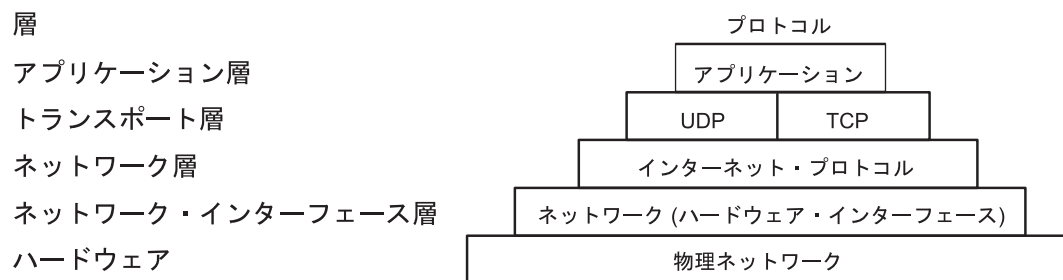 層 プロトコル
アプリケーション層 アプリケーション
トランスポート層 UDP TCP
ネットワーク層 インターネット・プロトコル
ネットワーク・インターフェース層 ネットワーク (ハードウェア・インターフェース)
ハードウェア 物理ネットワーク